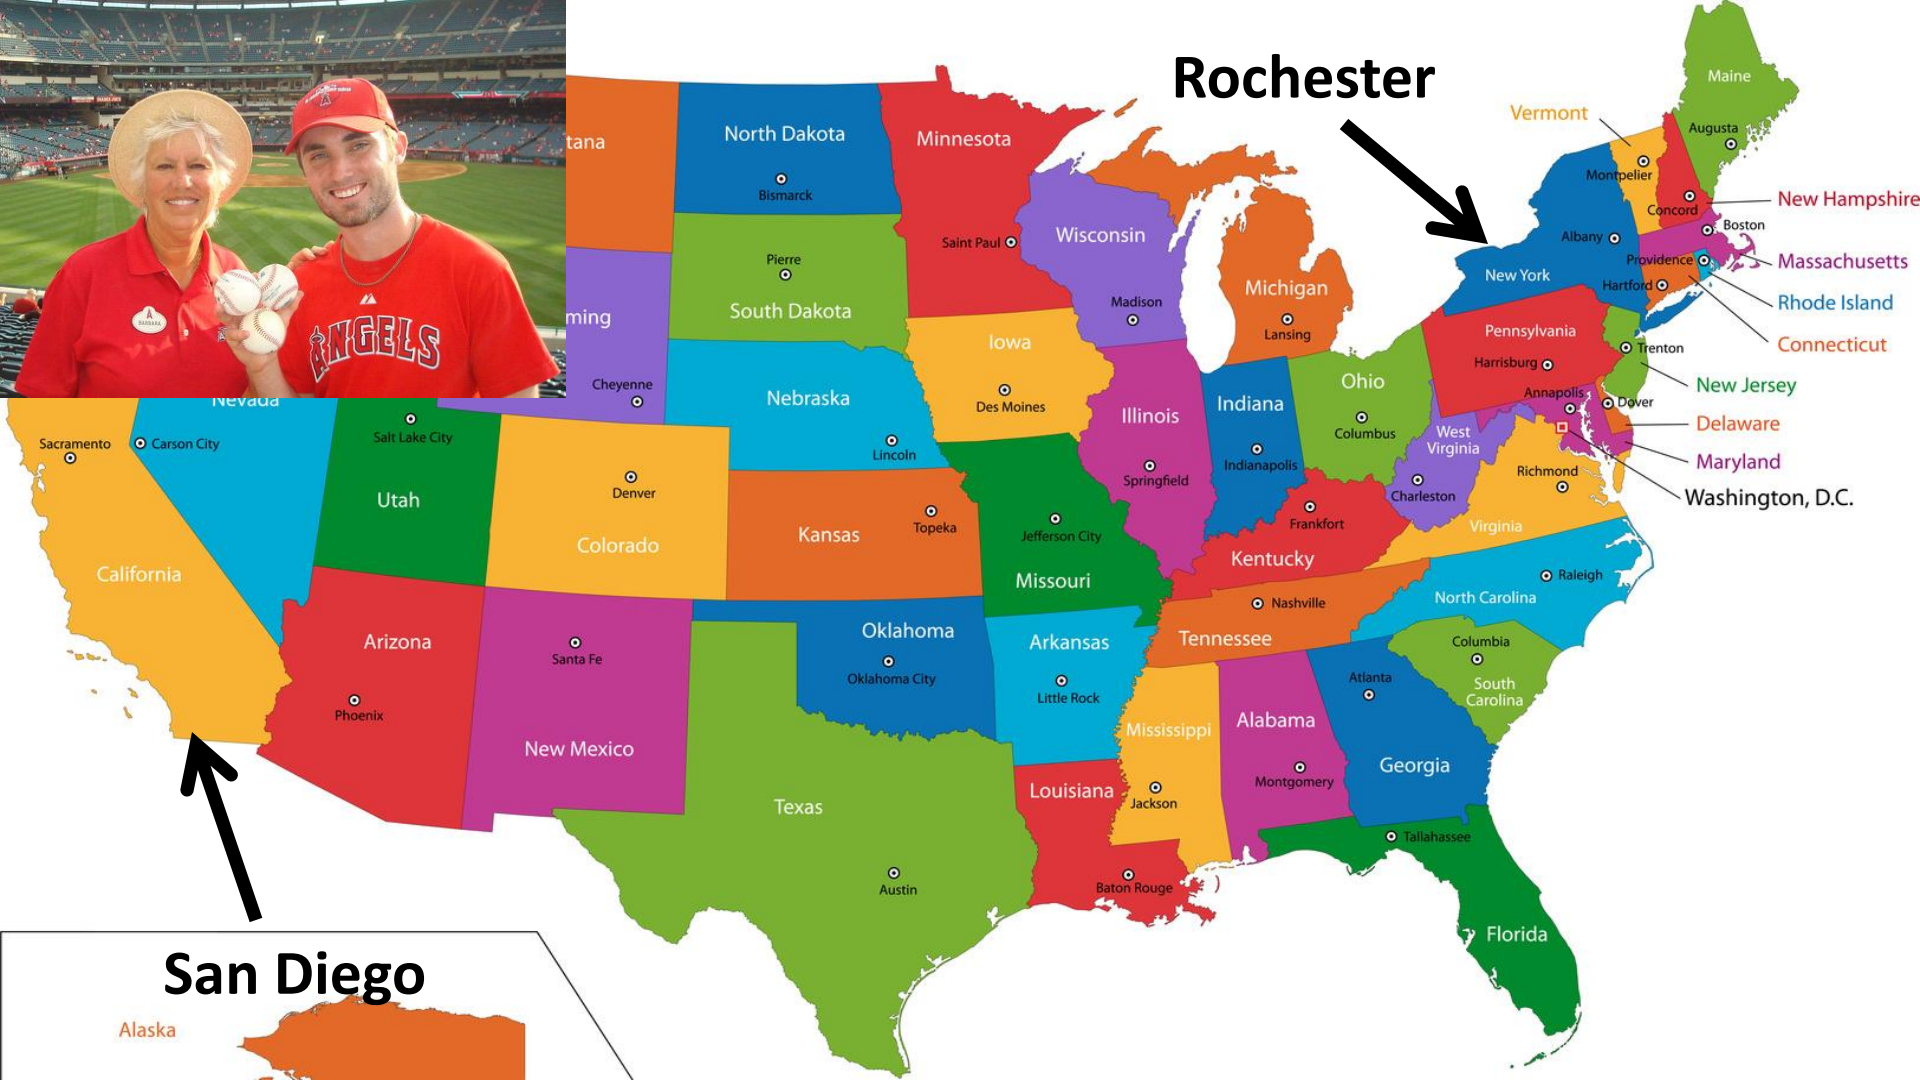 Rochester
Maine
Vermont
Augusta
tana
North Dakota
Minnesota
Bismarck
Montpelier
Concord
New Hampshire
Boston
Saint Paul
Wisconsin
Albany
Providence
Massachusetts
Pierre
New York
Hartford
Michigan
South Dakota
Madison
Rhode Island
A
BARBARA
ming
Lansing
Pennsylvania
Connecticut
ANGELS
Iowa
Trenton
Harrisburg
Cheyenne
Nebraska
Ohio
New Jersey
Des Moines
Indiana
Annapolis
Dover
Nevada
Illinois
Columbus
Delaware
Sacramento
Carson City
Salt Lake City
Lincoln
West
Virginia
Indianapolis
Maryland
Richmond
Springfield
Denver
Charleston
Washington, D.C.
Utah
Topeka
Frankfort
Virginia
Kansas
Jefferson City
Colorado
Kentucky
California
Missouri
Raleigh
Nashville
North Carolina
Arizona
Oklahoma
Arkansas
Tennessee
Columbia
Santa Fe
Oklahoma City
Atlanta
South
Carolina
Little Rock
Phoenix
Mississippi
Alabama
New Mexico
Georgia
Montgomery
Louisiana
Jackson
Texas
Tallahassee
Austin
Baton Rouge
Florida
San Diego
Alaska